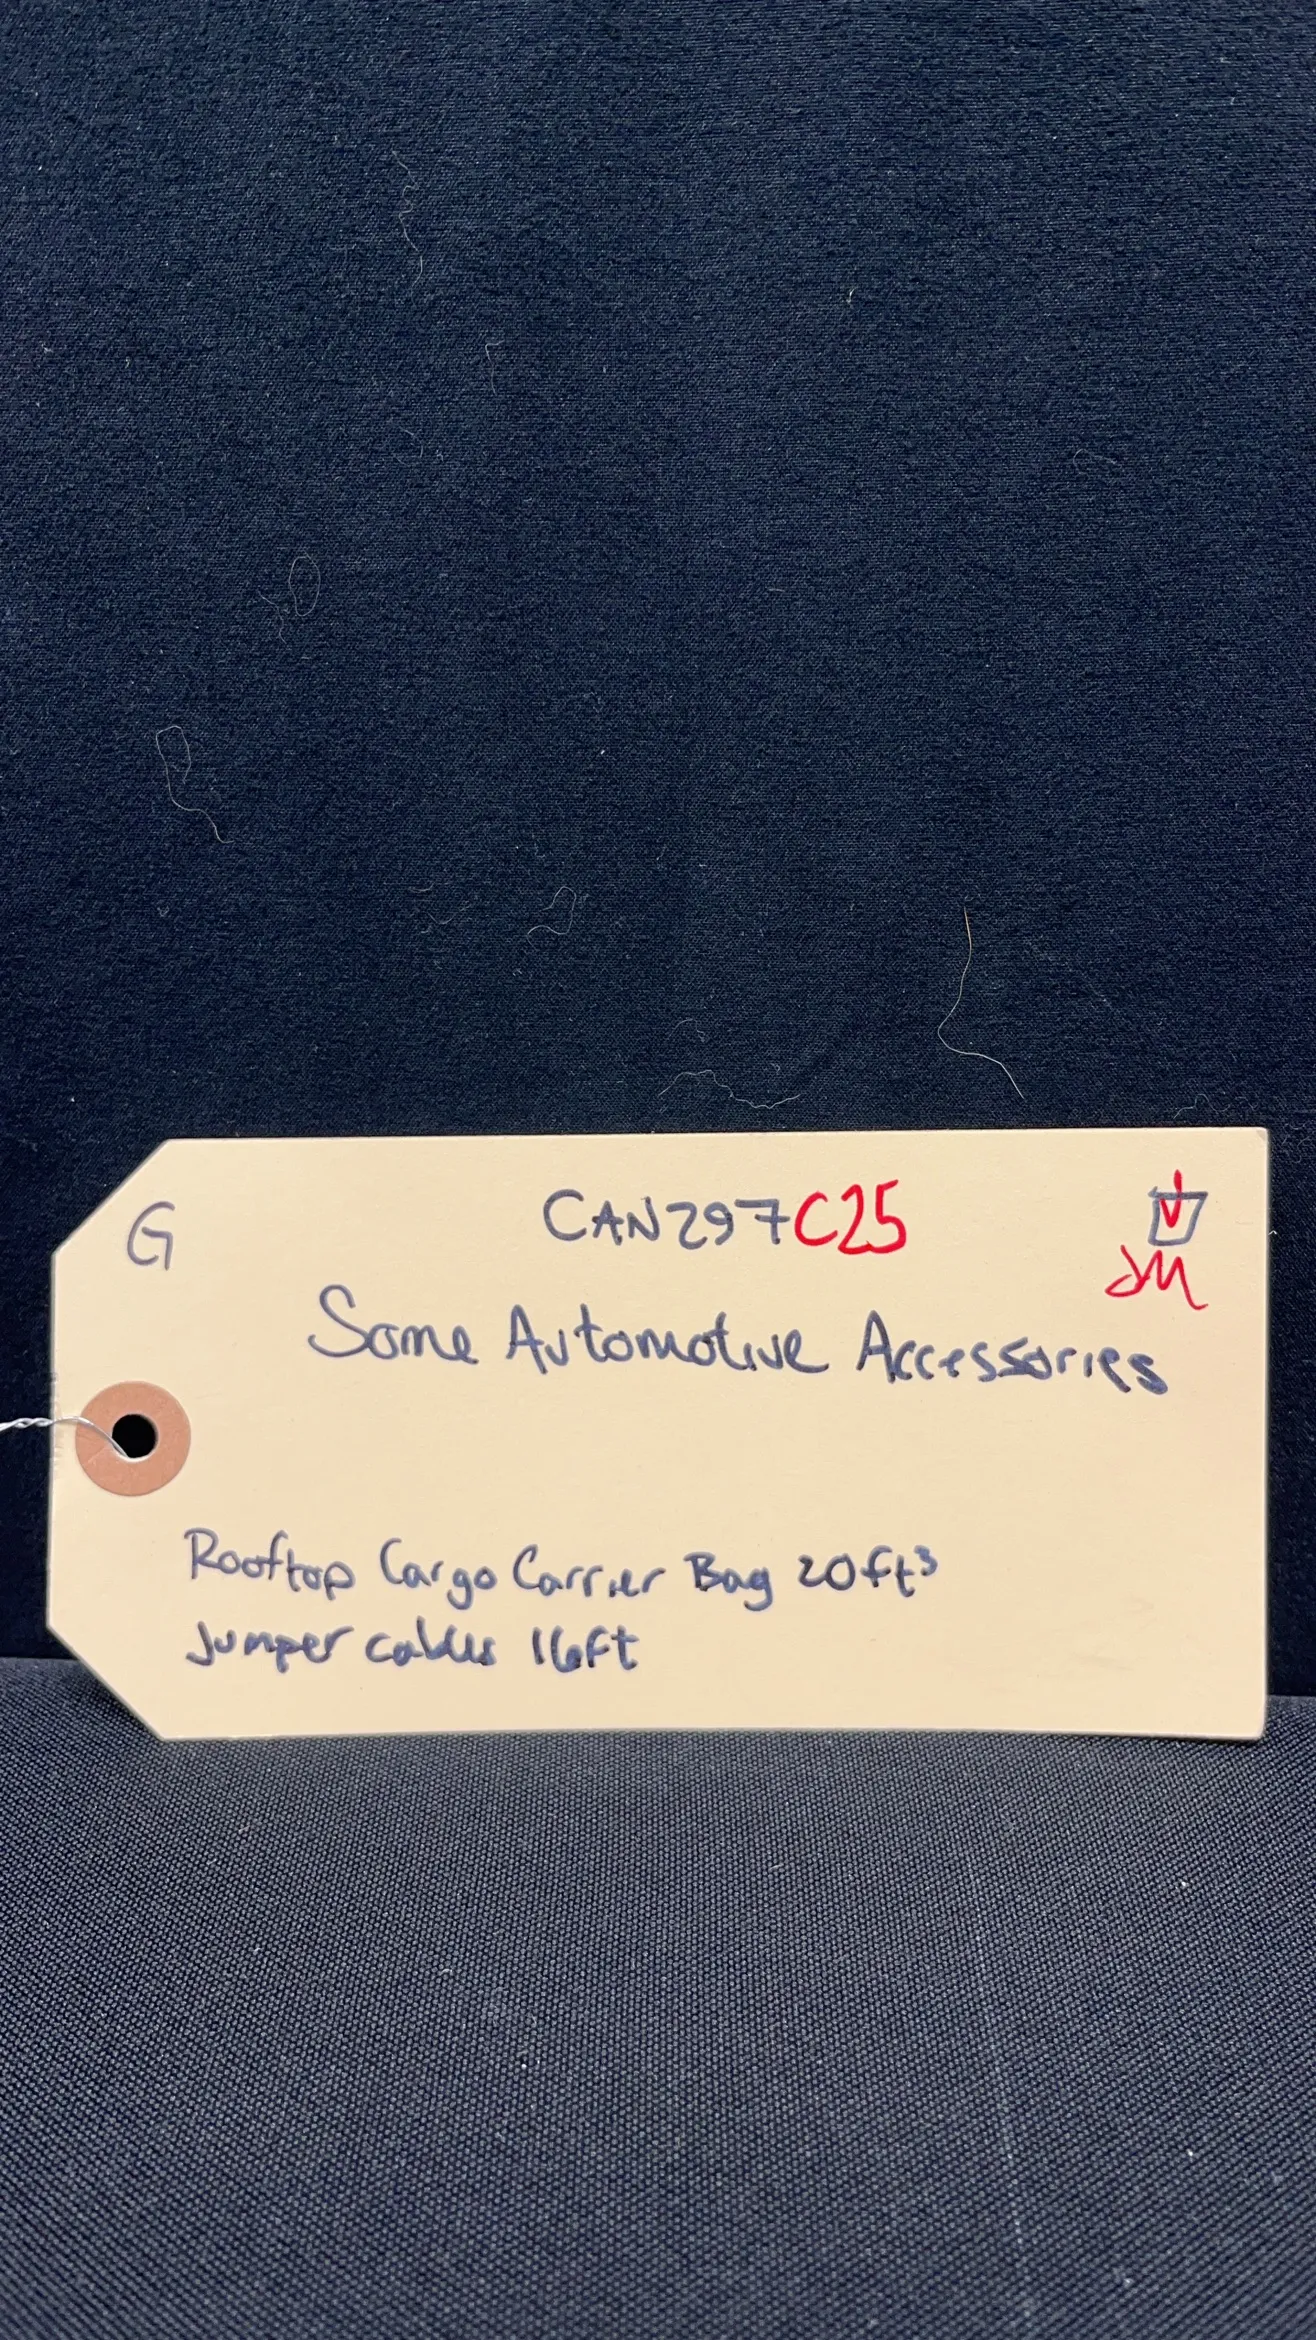 G CAN297C25
JM
Some Automotive Accessories
Rooftop Cargo Carrier Bag 20ft³
Jumper cables 16ft